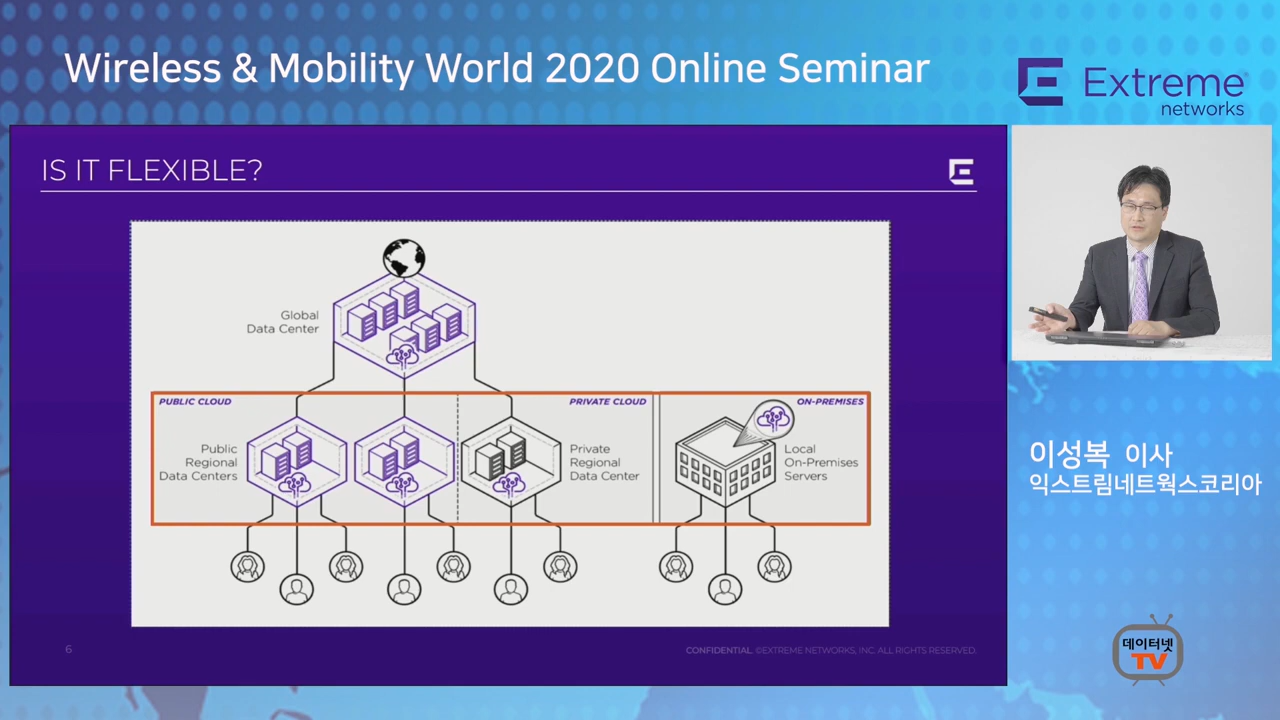 Wireless & Mobility World 2020 Online Seminar
Extreme
networks
IS IT FLEXIBLE?
Global
Data Center
PUBLIC CLOUD
PRIVATE CLOUD
ON-PREMISES
Public
Regional
Data Centers
Private
Regional
Data Center
Local
On-Premises
Servers
6
CONFIDENTIAL. ©EXTREME NETWORKS, INC. ALL RIGHTS RESERVED.
이성복 이사
익스트림네트웍스코리아
데이터넷
TV